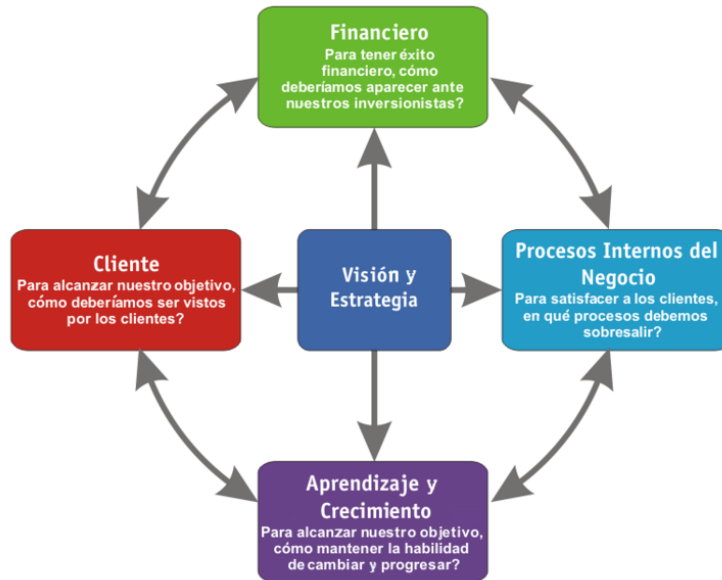 Financiero
Para tener éxito
financiero, cómo
deberíamos aparecer ante
nuestros inversionistas?
Cliente
Para alcanzar nuestro objetivo,
cómo deberíamos ser vistos
por los clientes?
Visión y
Estrategia
Procesos Internos del
Negocio
Para satisfacer a los clientes,
en qué procesos debemos
sobresalir?
Aprendizaje y
Crecimiento
Para alcanzar nuestro objetivo,
cómo mantener la habilidad
de cambiar y progresar?